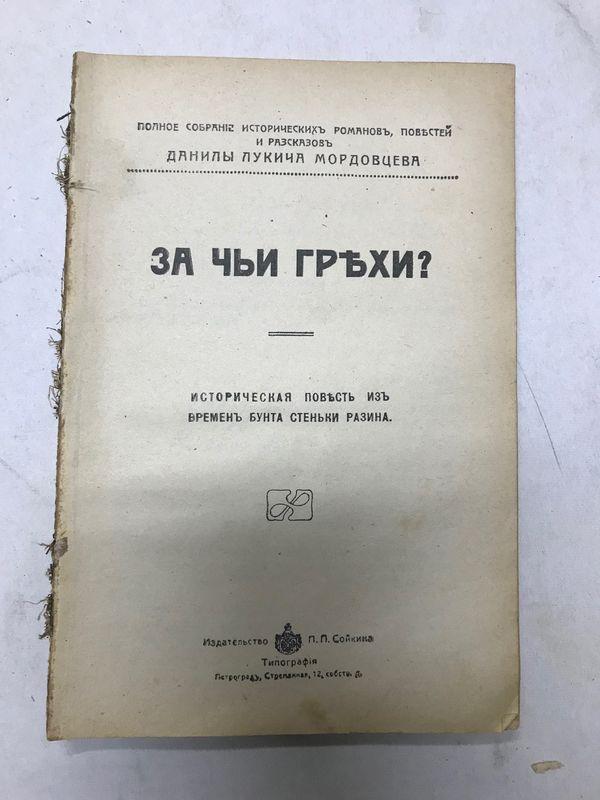 ПОЛНОЕ СОБРАНІЕ ИСТОРИЧЕСКИХЪ РОМАНОВЪ, ПОВѢСТЕЙ
И РАЗСКАЗОВЪ
ДАНИЛЫ ЛУКИЧА МОРДОВЦЕВА
ЗА ЧЬИ ГРѢХИ?
ИСТОРИЧЕСКАЯ ПОВѢСТЬ ИЗЪ
ВРЕМЕНЪ БУНТА СТЕНЬКИ РАЗИНА.
Издательство П. П. Сойкина
Типографія
Петроградъ, Стремянная, 12, собств. д.